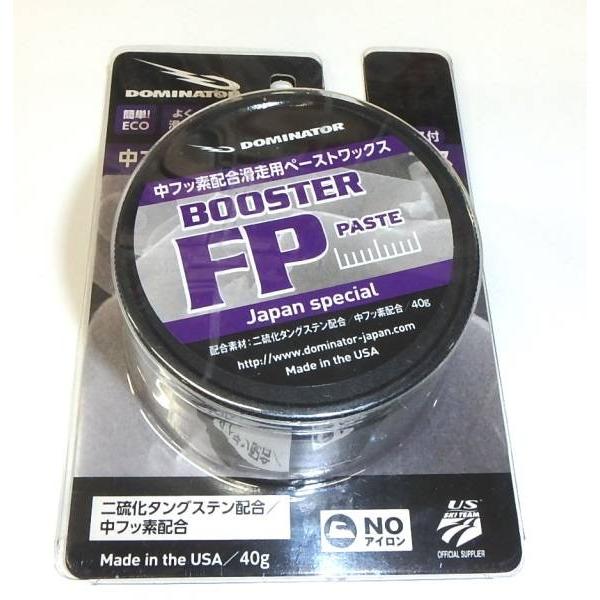 DOMINATOR
簡単!
ECO
よく
DOMINATOR
中フッ素配合滑走用ペーストワックス
BOOSTER
FP PASTE
Japan special
配合素材:二硫化タングステン配合/中フッ素配合/40g
http://www.dominator-japan.com
Made in the USA
二硫化タングステン配合/
中フッ素配合
Made in the USA/40g
NO
アイロン
US
SKI TEAM
OFFICIAL SUPPLIER